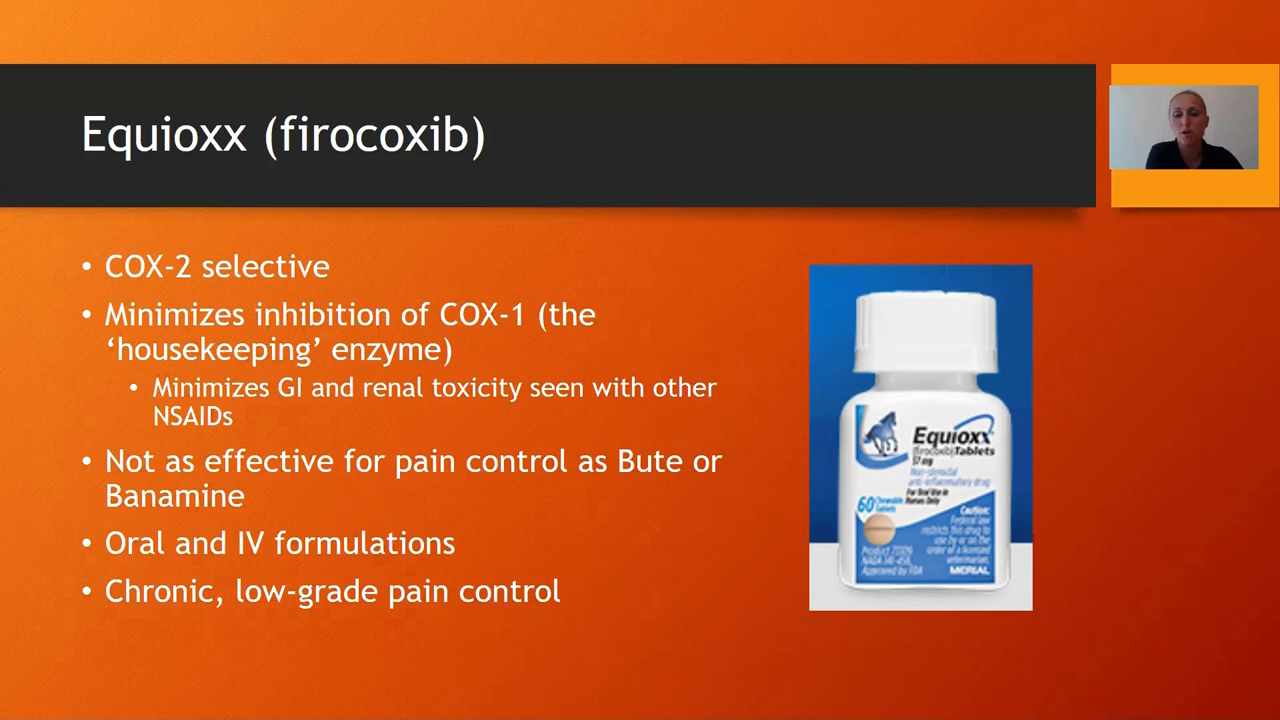 Equioxx (firocoxib)
• COX-2 selective
• Minimizes inhibition of COX-1 (the
‘housekeeping’ enzyme)
• Minimizes GI and renal toxicity seen with other
NSAIDs
• Not as effective for pain control as Bute or
Banamine
• Oral and IV formulations
• Chronic, low-grade pain control
Equioxx
(firocoxib) Tablets
57 mg
Non-steroidal
anti-inflammatory drug
For Oral Use in
Horses Only
60 Chewable
Tablets
Caution:
Federal law
restricts this drug to
use by or on the
order of a licensed
veterinarian.
Product
NADA
Approved by FDA
MERIAL